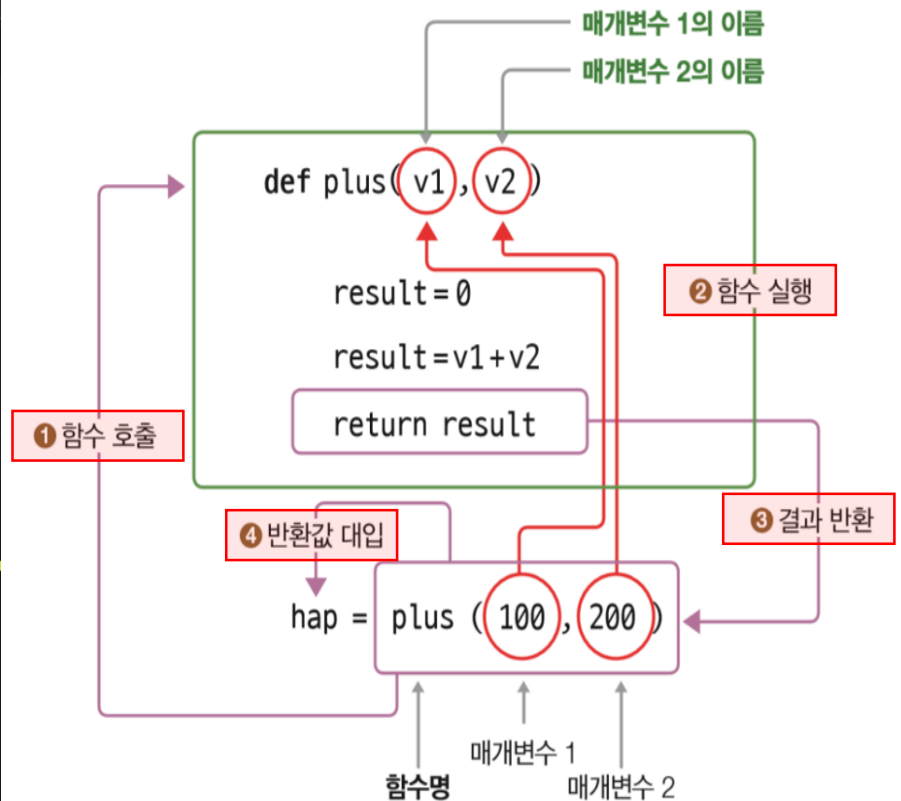 매개변수 1의 이름
매개변수 2의 이름
def plus( v1 , v2 )
result=0
❷ 함수 실행
result=v1+v2
return result
❶ 함수 호출
❸ 결과 반환
❹ 반환값 대입
hap = plus ( 100 , 200 )
매개변수 1
함수명
매개변수 2